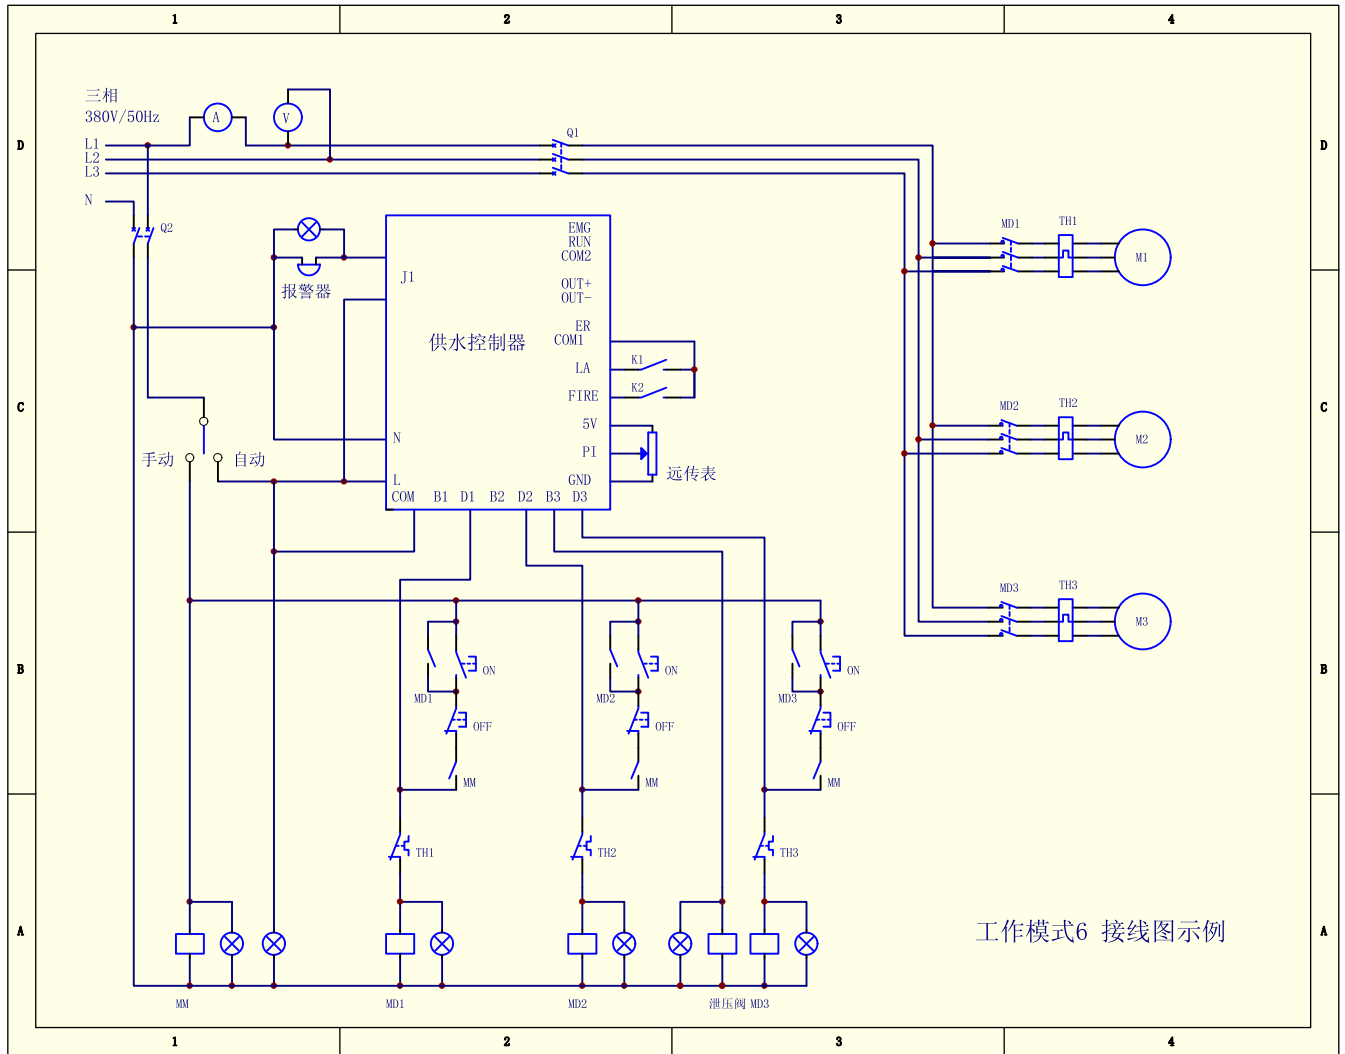 1 2 3 4
三相
380V/50Hz
A V
Q1
D D
L1
L2
L3
N
Q2
MD1 TH1
M1
EMG
RUN
COM2
J1
OUT+
OUT-
报警器
ER
COM1
供水控制器
K1
LA
K2
FIRE
5V
PI
GND
远传表
N
L
COM B1 D1 B2 D2 B3 D3
手动 自动
C C
MD2 TH2
M2
MD3 TH3
M3
B B
ON ON ON
MD1 MD2 MD3
OFF OFF OFF
MM MM MM
TH1 TH2 TH3
A A
工作模式6 接线图示例
MM MD1 MD2 泄压阀 MD3
1 2 3 4